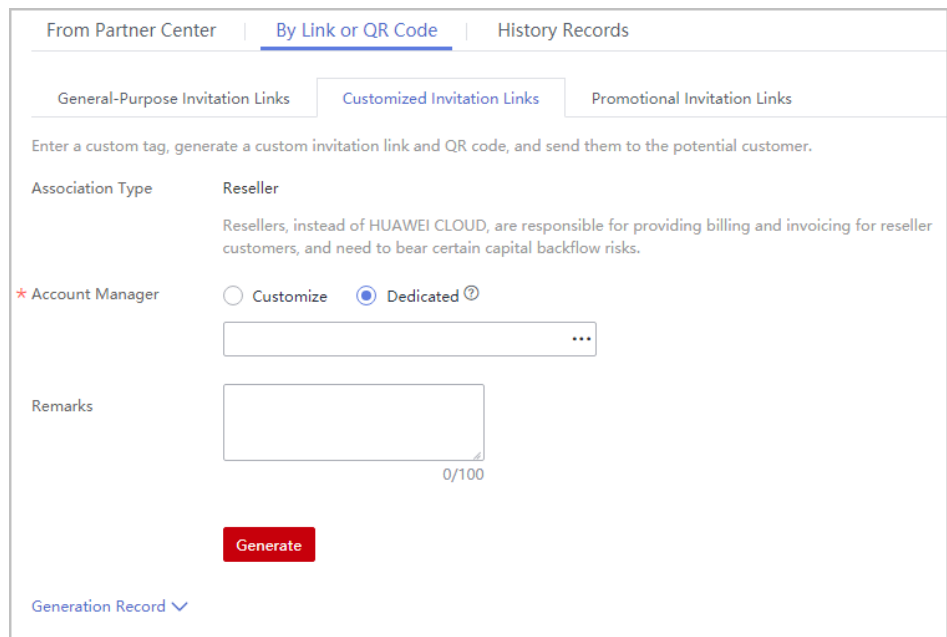 From Partner Center
By Link or QR Code
History Records
General-Purpose Invitation Links
Customized Invitation Links
Promotional Invitation Links
Enter a custom tag, generate a custom invitation link and QR code, and send them to the potential customer.
Association Type
Reseller
Resellers, instead of HUAWEI CLOUD, are responsible for providing billing and invoicing for reseller
customers, and need to bear certain capital backflow risks.
* Account Manager
Customize
Dedicated ?
...
Remarks
0/100
Generate
Generation Record